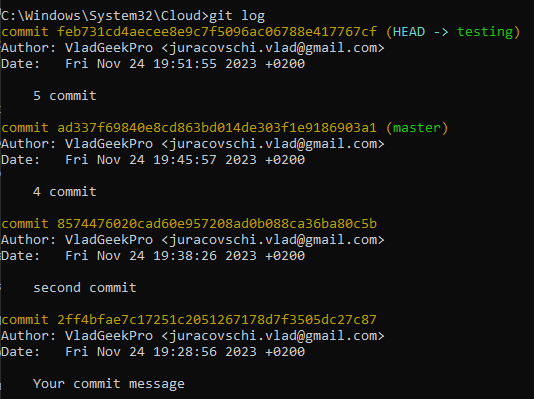 C:\Windows\System32\Cloud>git log
commit feb731cd4aecee8e9c7f5096ac06788e417767cf (HEAD -> testing)
Author: VladGeekPro <juracovschi.vlad@gmail.com>
Date:   Fri Nov 24 19:51:55 2023 +0200
    5 commit
commit ad337f69840e8cd863bd014de303f1e9186903a1 (master)
Author: VladGeekPro <juracovschi.vlad@gmail.com>
Date:   Fri Nov 24 19:45:57 2023 +0200
    4 commit
commit 8574476020cad60e957208ad0b088ca36ba80c5b
Author: VladGeekPro <juracovschi.vlad@gmail.com>
Date:   Fri Nov 24 19:38:26 2023 +0200
    second commit
commit 2ff4bfae7c17251c2051267178d7f3505dc27c87
Author: VladGeekPro <juracovschi.vlad@gmail.com>
Date:   Fri Nov 24 19:28:56 2023 +0200
    Your commit message